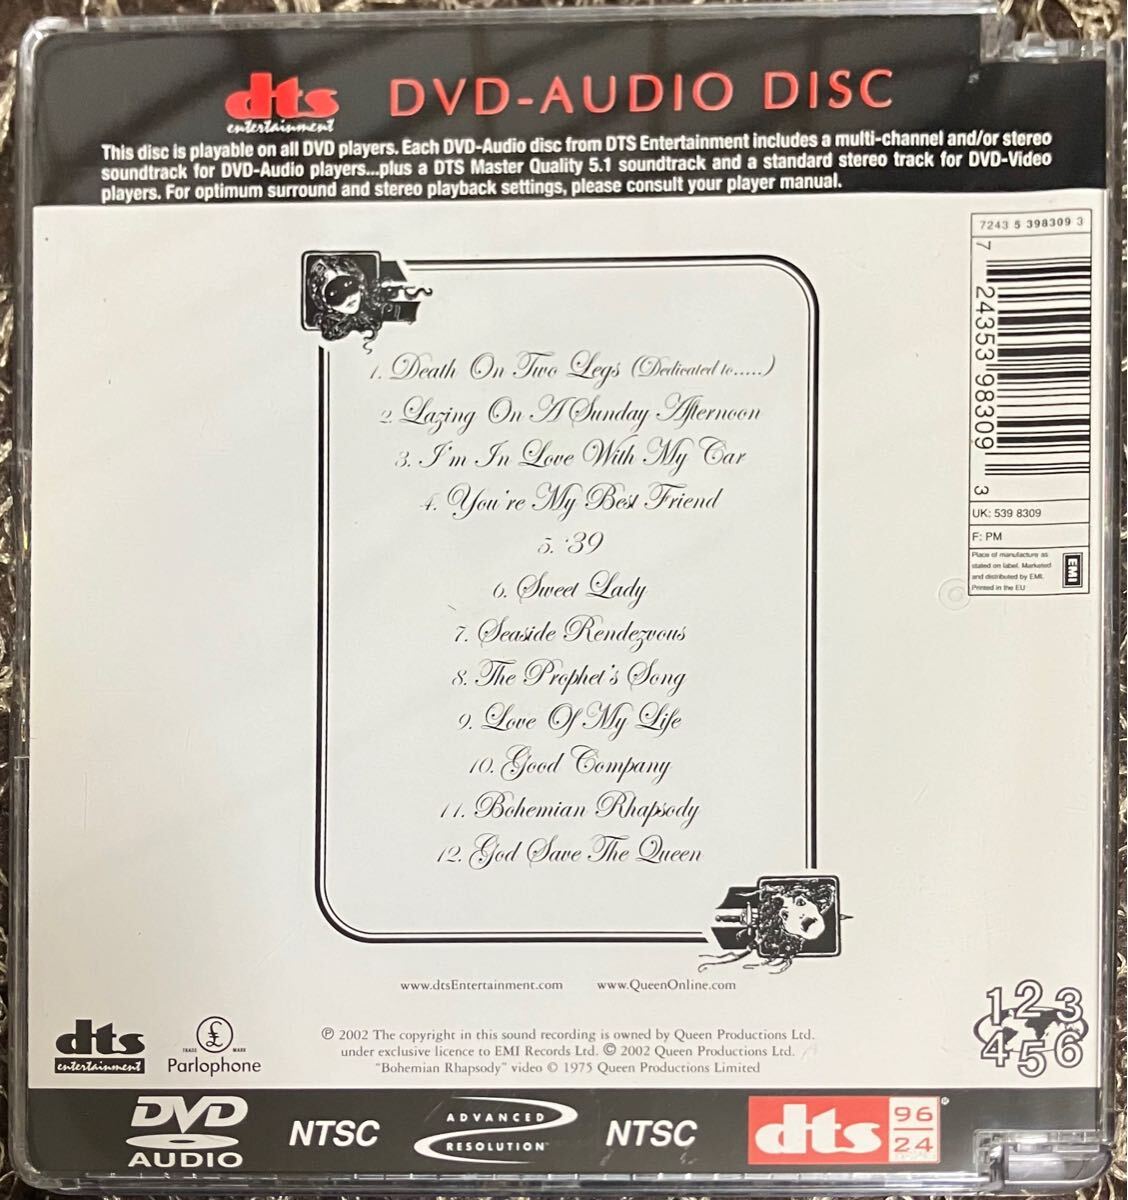 dts DVD-AUDIO DISC
entertainment
This disc is playable on all DVD players. Each DVD-Audio disc from DTS Entertainment includes a multi-channel and/or stereo
soundtrack for DVD-Audio players...plus a DTS Master Quality 5.1 soundtrack and a standard stereo track for DVD-Video
players. For optimum surround and stereo playback settings, please consult your player manual.
7243 5 398309 3
7 24353 98309 3
UK: 539 8309
F: PM
Place of manufacture as
stated on label. Marketed
and distributed by EMI.
Printed in the EU
EMI
1. Death On Two Legs (Dedicated to.....)
2. Lazing On A Sunday Afternoon
3. I'm In Love With My Car
4. You're My Best Friend
5. '39
6. Sweet Lady
7. Seaside Rendezvous
8. The Prophet's Song
9. Love Of My Life
10. Good Company
11. Bohemian Rhapsody
12. God Save The Queen
www.dtsEntertainment.com www.QueenOnline.com
dts
entertainment
£
TRADE MARK
Parlophone
℗ 2002 The copyright in this sound recording is owned by Queen Productions Ltd.
under exclusive licence to EMI Records Ltd. © 2002 Queen Productions Ltd.
"Bohemian Rhapsody" video © 1975 Queen Productions Limited
1 2 3
4 5 6
DVD
AUDIO
NTSC
ADVANCED
RESOLUTION™
NTSC
dts 96
24
®